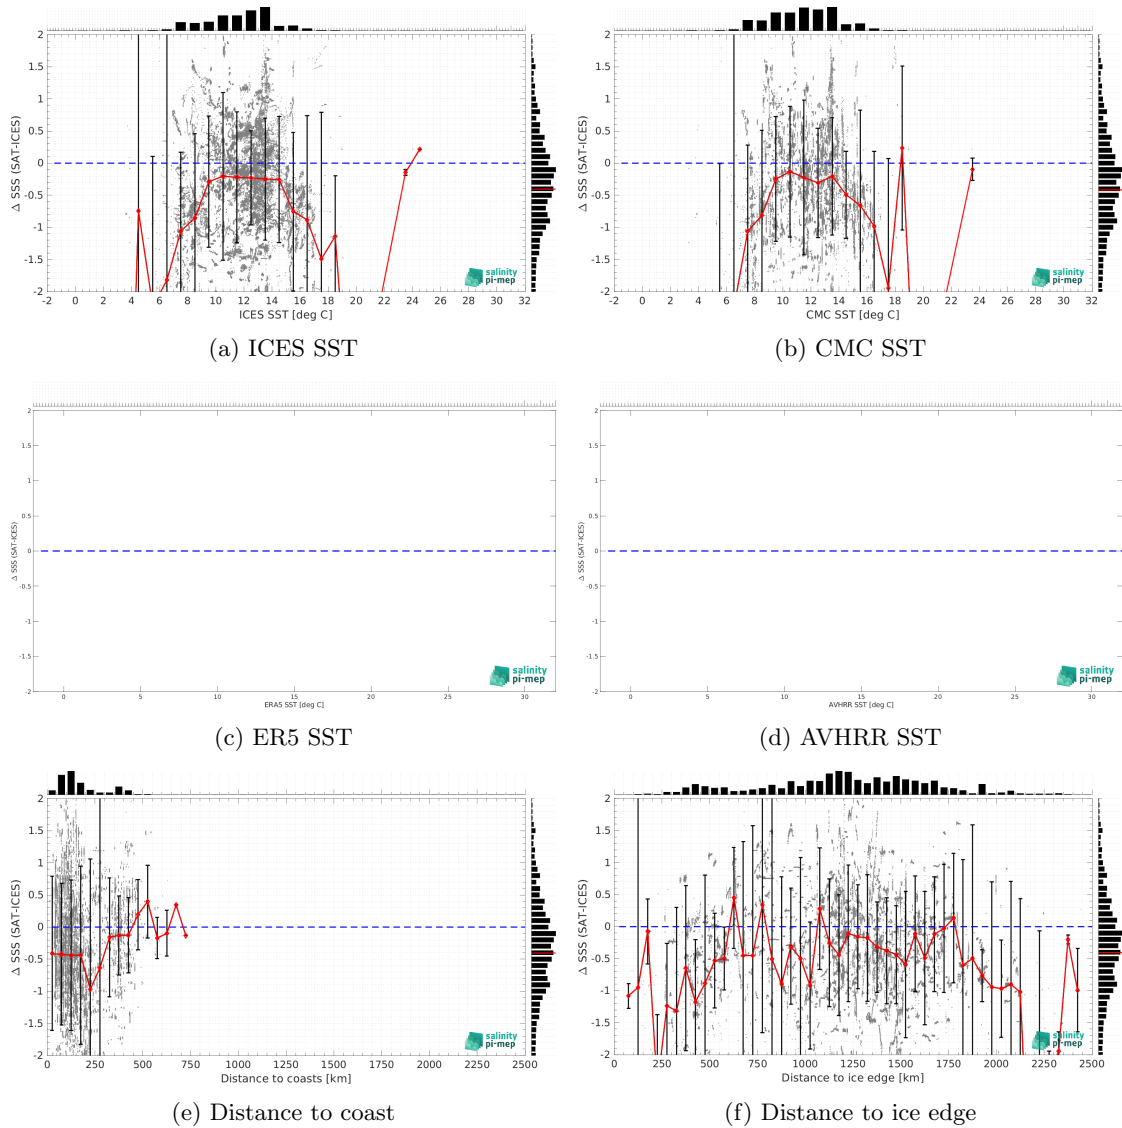 2
1.5
1
0.5
0
-0.5
-1
-1.5
-2
Δ SSS (SAT-ICES)
-2 0 2 4 6 8 10 12 14 16 18 20 22 24 26 28 30 32
ICES SST [deg C]
salinity
pi-mep
(a) ICES SST
2
1.5
1
0.5
0
-0.5
-1
-1.5
-2
Δ SSS (SAT-ICES)
-2 0 2 4 6 8 10 12 14 16 18 20 22 24 26 28 30 32
CMC SST [deg C]
salinity
pi-mep
(b) CMC SST
2
1.5
1
0.5
0
-0.5
-1
-1.5
-2
Δ SSS (SAT-ICES)
0 5 10 15 20 25 30
ERA5 SST [deg C]
salinity
pi-mep
(c) ER5 SST
2
1.5
1
0.5
0
-0.5
-1
-1.5
-2
Δ SSS (SAT-ICES)
0 5 10 15 20 25 30
AVHRR SST [deg C]
salinity
pi-mep
(d) AVHRR SST
2
1.5
1
0.5
0
-0.5
-1
-1.5
-2
Δ SSS (SAT-ICES)
0 250 500 750 1000 1250 1500 1750 2000 2250 2500
Distance to coasts [km]
salinity
pi-mep
(e) Distance to coast
2
1.5
1
0.5
0
-0.5
-1
-1.5
-2
Δ SSS (SAT-ICES)
0 250 500 750 1000 1250 1500 1750 2000 2250 2500
Distance to ice edge [km]
salinity
pi-mep
(f) Distance to ice edge